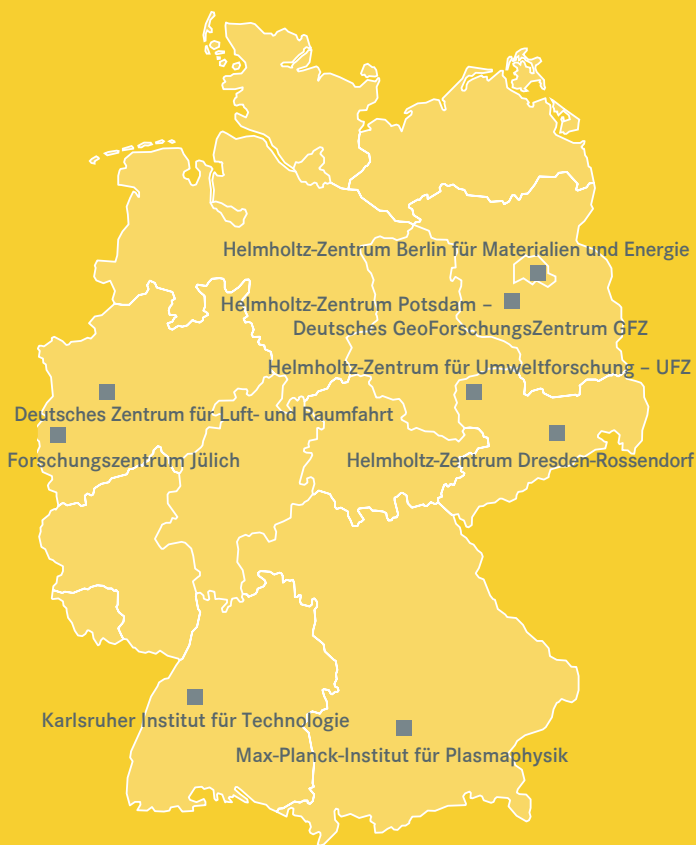 Helmholtz-Zentrum Berlin für Materialien und Energie
Helmholtz-Zentrum Potsdam –
Deutsches GeoForschungsZentrum GFZ
Helmholtz-Zentrum für Umweltforschung – UFZ
Deutsches Zentrum für Luft- und Raumfahrt
Forschungszentrum Jülich
Helmholtz-Zentrum Dresden-Rossendorf
Karlsruher Institut für Technologie
Max-Planck-Institut für Plasmaphysik